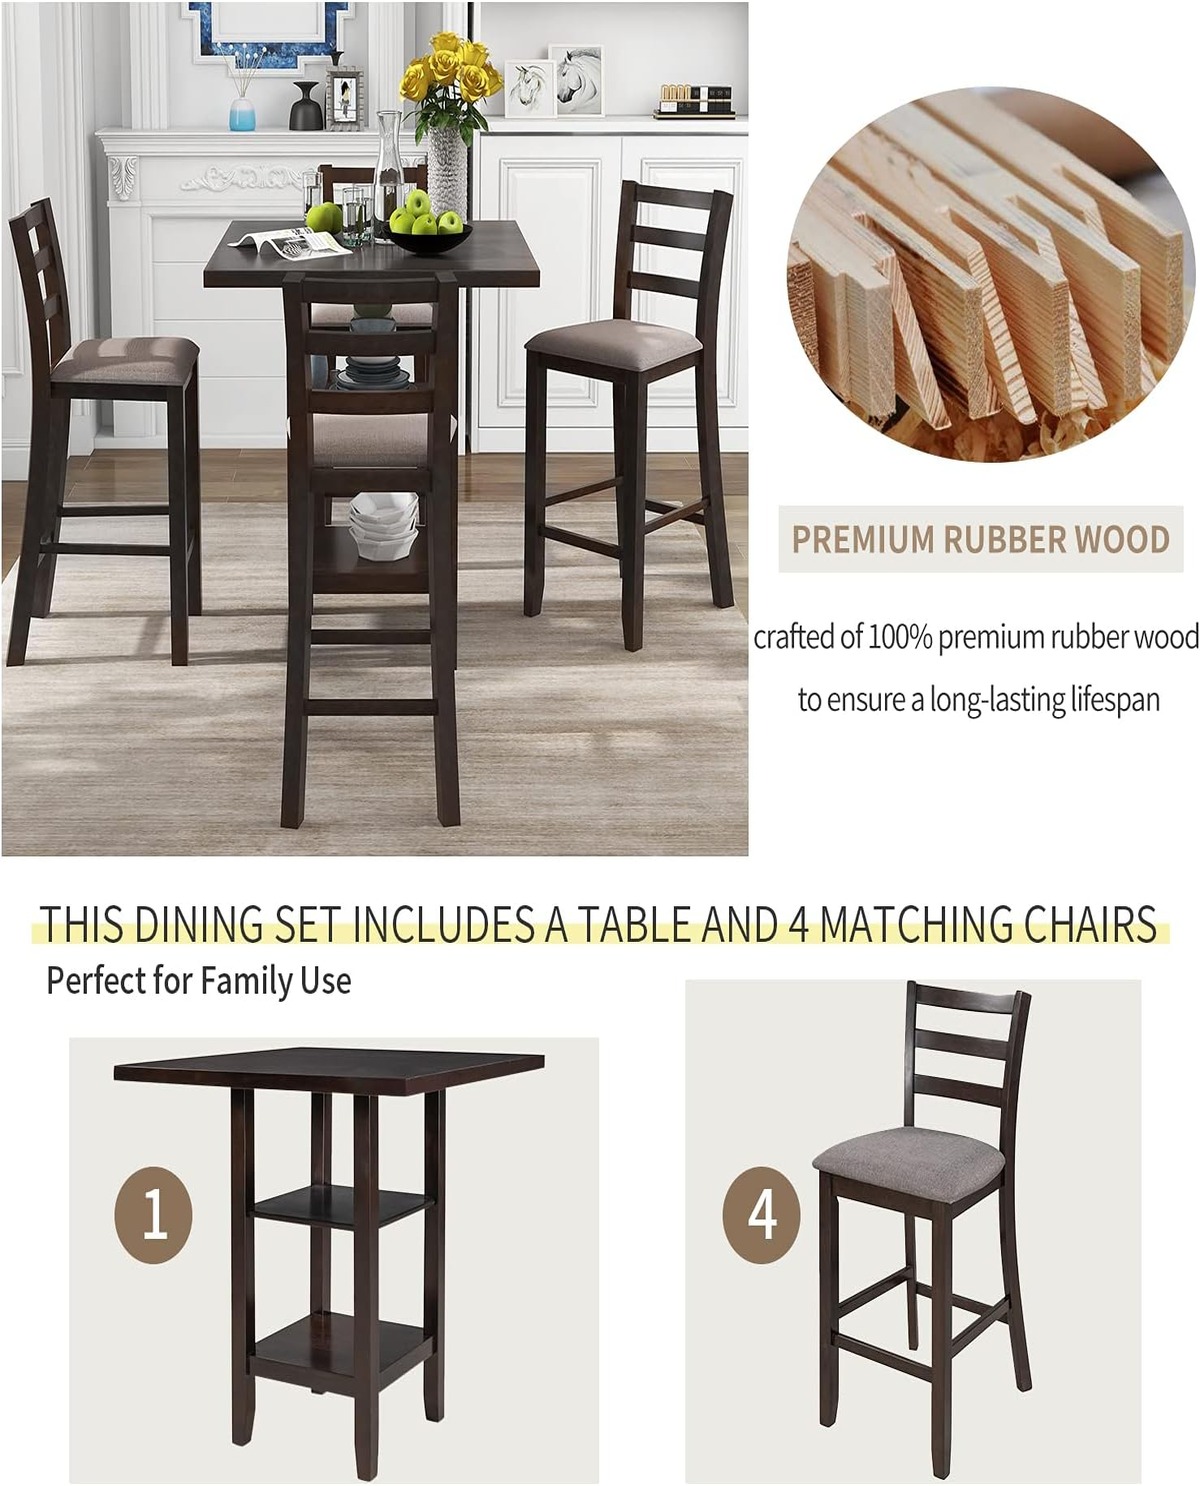 PREMIUM RUBBER WOOD
crafted of 100% premium rubber wood
to ensure a long-lasting lifespan
THIS DINING SET INCLUDES A TABLE AND 4 MATCHING CHAIRS
Perfect for Family Use
1
4